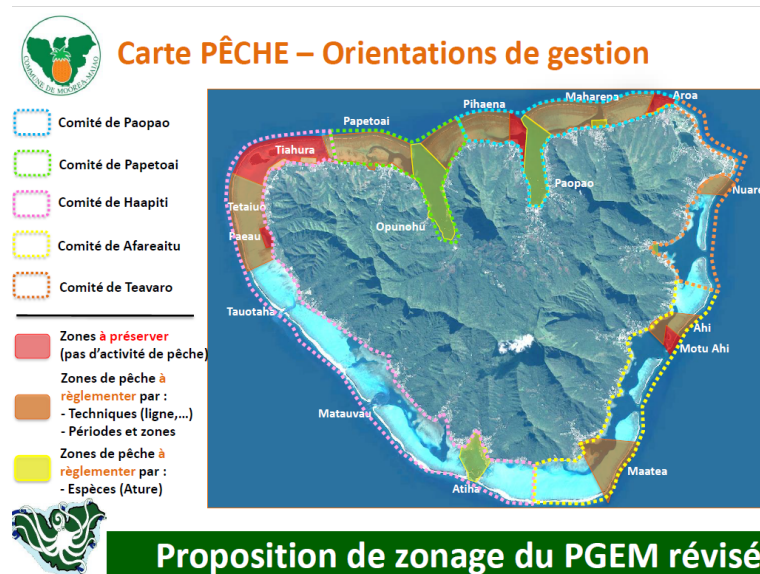 Carte PÊCHE – Orientations de gestion
COMMUNE DE MOOREA-MAIAO
Comité de Paopao
Comité de Papetoai
Comité de Haapiti
Comité de Afareaitu
Comité de Teavaro
Zones à préserver
(pas d'activité de pêche)
Zones de pêche à
règlementer par :
- Techniques (ligne,...)
- Périodes et zones
Zones de pêche à
règlementer par :
- Espèces (Ature)
Aroa
Maharepa
Pihaena
Papetoai
Tiahura
Nuarei
Paopao
Tetaiuo
Opunohu
Paeau
Tauotaha
Ahi
Motu Ahi
Matauvau
Maatea
Atiha
Proposition de zonage du PGEM révisé